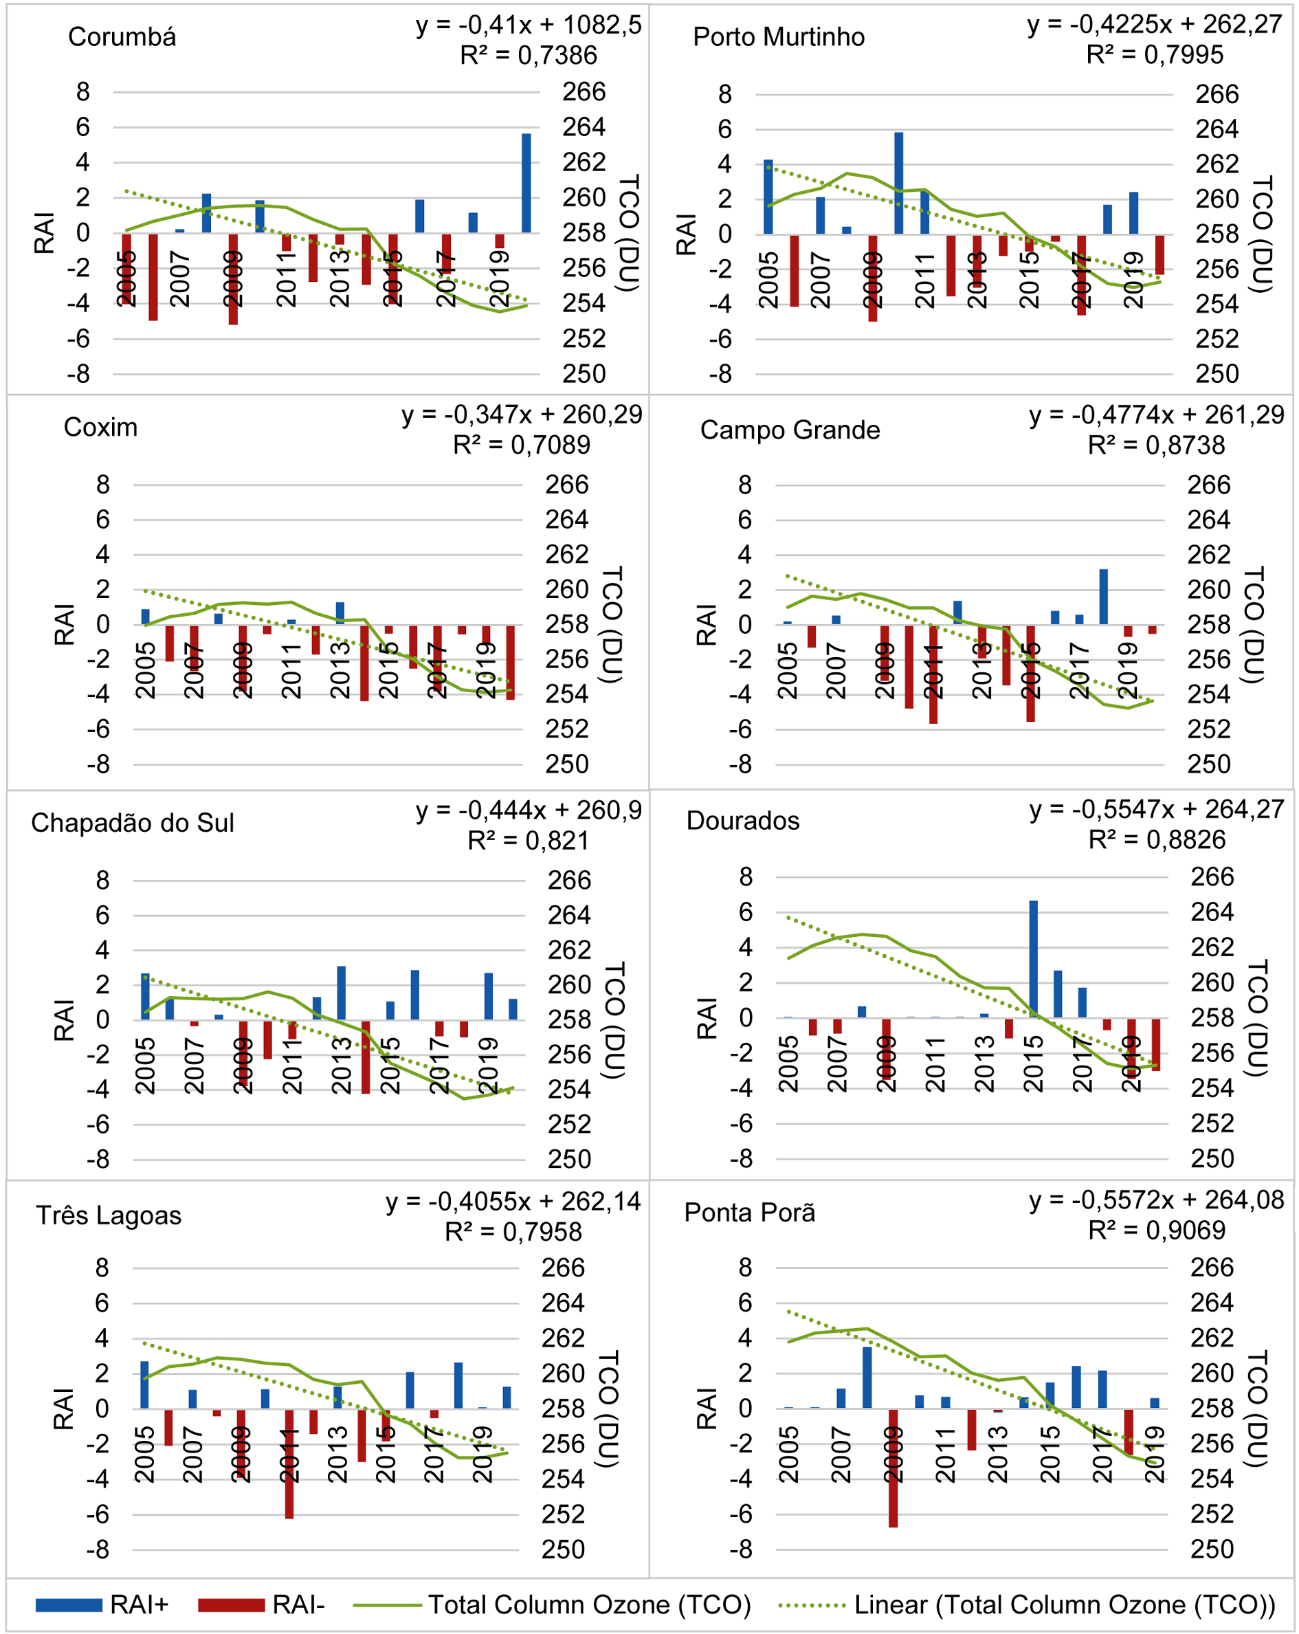 Corumbá
y = -0,41x + 1082,5
R² = 0,7386
8
6
4
2
0
-2
-4
-6
-8
RAI
2005 2007 2009 2011 2013 2015 2017 2019
266
264
262
260
258
256
254
252
250
TCO (DU)
Porto Murtinho
y = -0,4225x + 262,27
R² = 0,7995
8
6
4
2
0
-2
-4
-6
-8
RAI
2005 2007 2009 2011 2013 2015 2017 2019
266
264
262
260
258
256
254
252
250
TCO (DU)
Coxim
y = -0,347x + 260,29
R² = 0,7089
8
6
4
2
0
-2
-4
-6
-8
RAI
2005 2007 2009 2011 2013 2015 2017 2019
266
264
262
260
258
256
254
252
250
TCO (DU)
Campo Grande
y = -0,4774x + 261,29
R² = 0,8738
8
6
4
2
0
-2
-4
-6
-8
RAI
2005 2007 2009 2011 2013 2015 2017 2019
266
264
262
260
258
256
254
252
250
TCO (DU)
Chapadão do Sul
y = -0,444x + 260,9
R² = 0,821
8
6
4
2
0
-2
-4
-6
-8
RAI
2005 2007 2009 2011 2013 2015 2017 2019
266
264
262
260
258
256
254
252
250
TCO (DU)
Dourados
y = -0,5547x + 264,27
R² = 0,8826
8
6
4
2
0
-2
-4
-6
-8
RAI
2005 2007 2009 2011 2013 2015 2017 2019
266
264
262
260
258
256
254
252
250
TCO (DU)
Três Lagoas
y = -0,4055x + 262,14
R² = 0,7958
8
6
4
2
0
-2
-4
-6
-8
RAI
2005 2007 2009 2011 2013 2015 2017 2019
266
264
262
260
258
256
254
252
250
TCO (DU)
Ponta Porã
y = -0,5572x + 264,08
R² = 0,9069
8
6
4
2
0
-2
-4
-6
-8
RAI
2005 2007 2009 2011 2013 2015 2017 2019
266
264
262
260
258
256
254
252
250
TCO (DU)
RAI+ RAI- Total Column Ozone (TCO) Linear (Total Column Ozone (TCO))